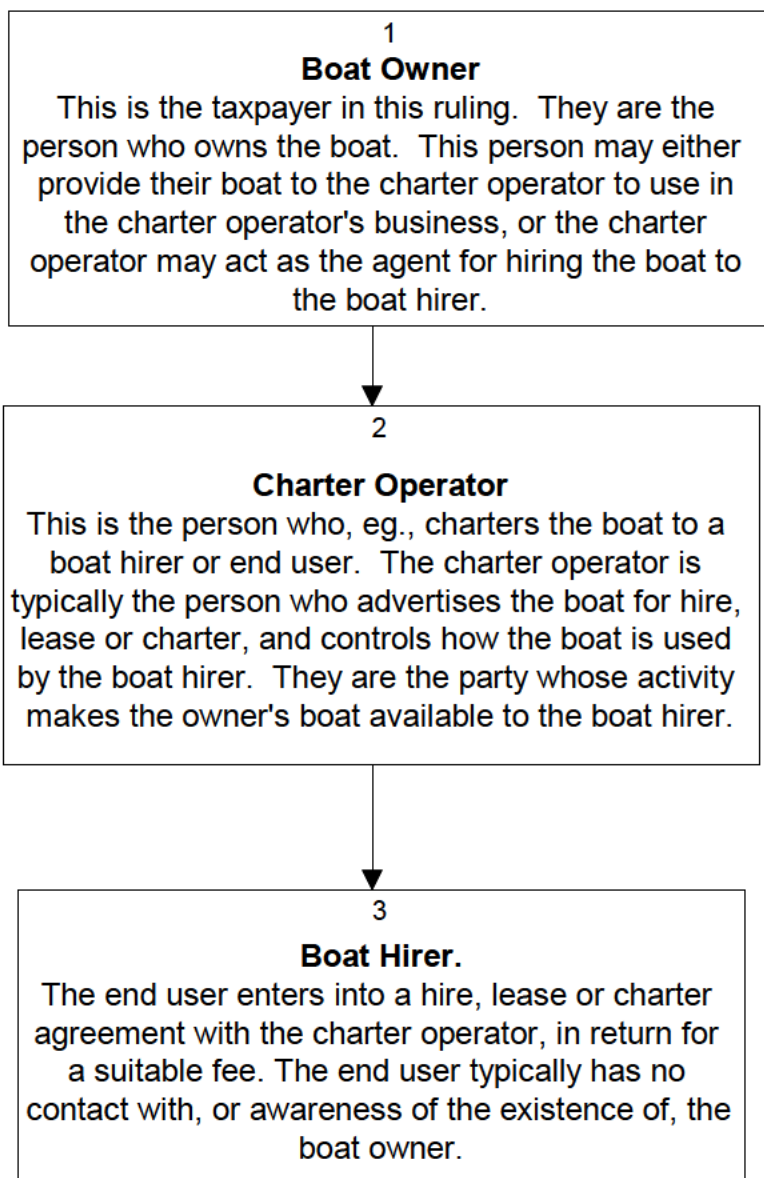 1
Boat Owner
This is the taxpayer in this ruling.  They are the
person who owns the boat.  This person may either
provide their boat to the charter operator to use in
the charter operator's business, or the charter
operator may act as the agent for hiring the boat to
the boat hirer.
2
Charter Operator
This is the person who, eg., charters the boat to a
boat hirer or end user.  The charter operator is
typically the person who advertises the boat for hire,
lease or charter, and controls how the boat is used
by the boat hirer.  They are the party whose activity
makes the owner's boat available to the boat hirer.
3
Boat Hirer.
The end user enters into a hire, lease or charter
agreement with the charter operator, in return for
a suitable fee. The end user typically has no
contact with, or awareness of the existence of, the
boat owner.